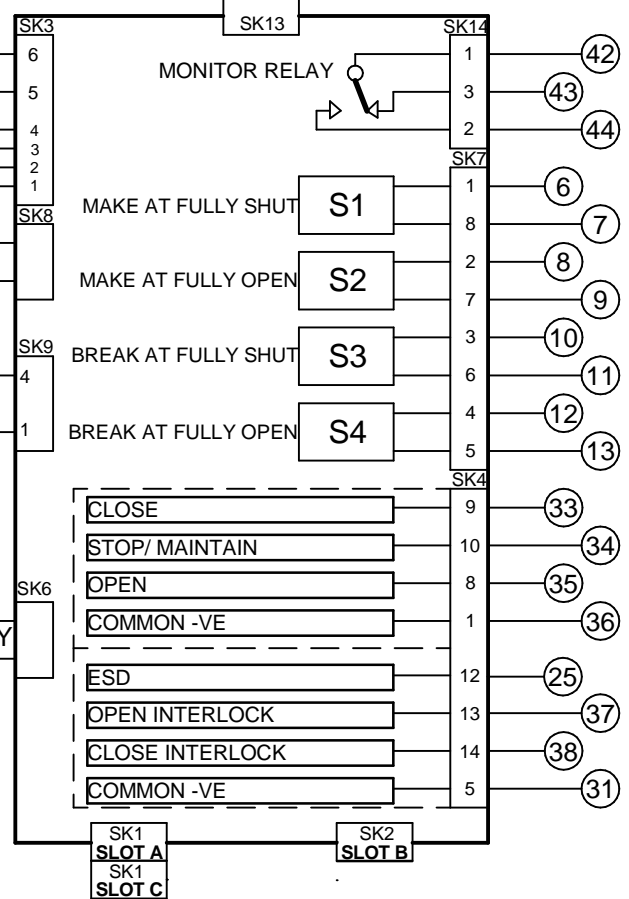 SK3
SK13
SK14
6
MONITOR RELAY
1
42
5
3
43
4
2
44
3
2
1
SK7
MAKE AT FULLY SHUT
S1
1
6
SK8
8
7
MAKE AT FULLY OPEN
S2
2
8
7
9
SK9
BREAK AT FULLY SHUT
S3
3
10
4
6
11
1
BREAK AT FULLY OPEN
S4
4
12
5
13
SK4
CLOSE
9
33
STOP/ MAINTAIN
10
34
SK6
OPEN
8
35
COMMON -VE
1
36
Y
ESD
12
25
OPEN INTERLOCK
13
37
CLOSE INTERLOCK
14
38
COMMON -VE
5
31
SK1
SLOT A
SK2
SLOT B
SK1
SLOT C